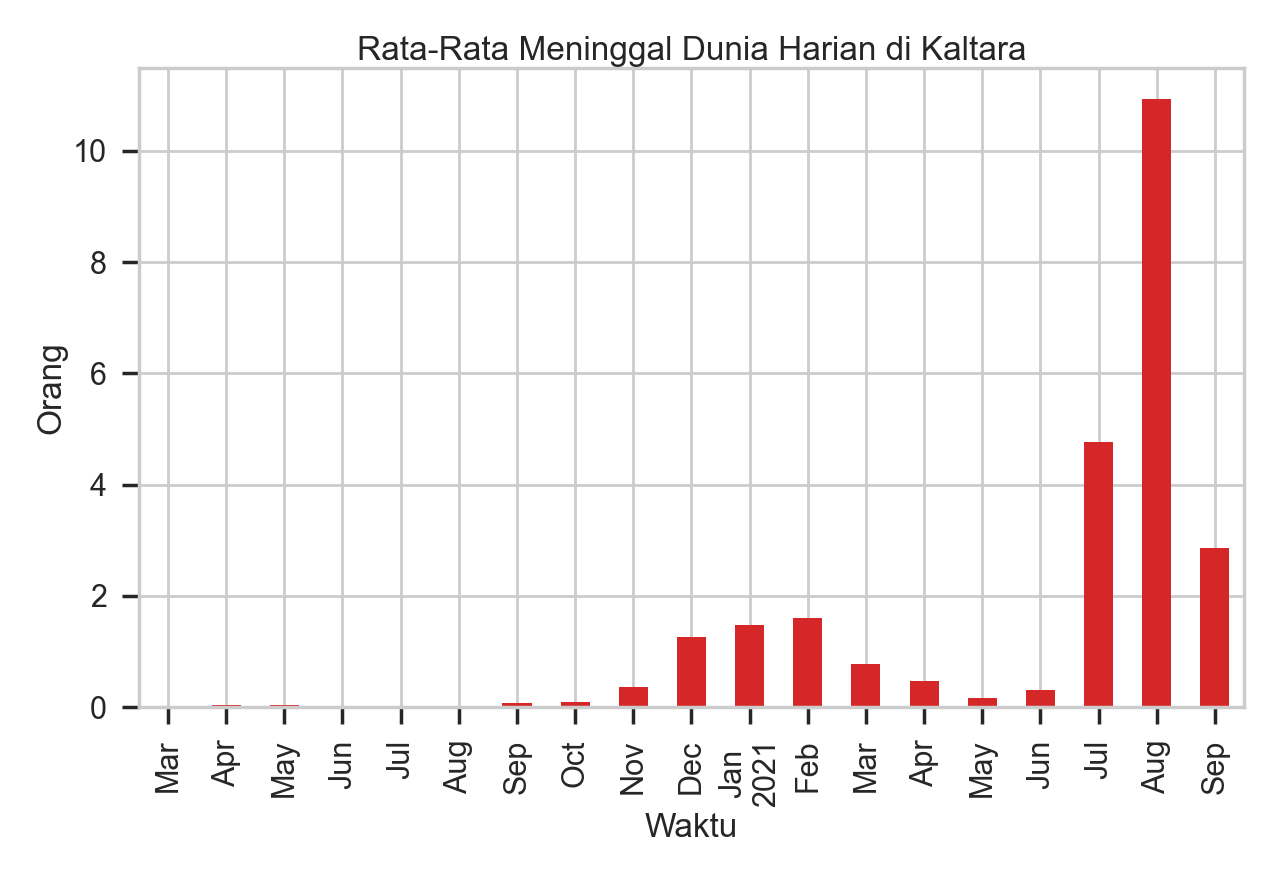 Rata-Rata Meninggal Dunia Harian di Kaltara
Orang
10
8
6
4
2
0
Mar
Apr
May
Jun
Jul
Aug
Sep
Oct
Nov
Dec
Jan
2021
Feb
Mar
Apr
May
Jun
Jul
Aug
Sep
Waktu